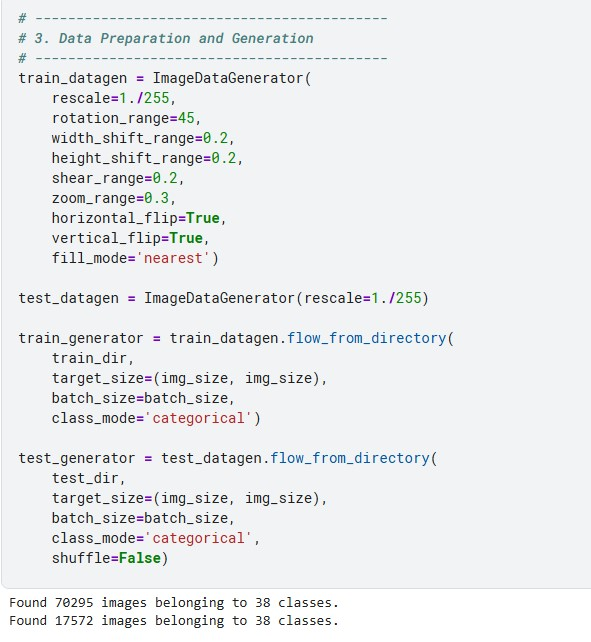 # -------------------------------------------
# 3. Data Preparation and Generation
# -------------------------------------------
train_datagen = ImageDataGenerator(
    rescale=1./255,
    rotation_range=45,
    width_shift_range=0.2,
    height_shift_range=0.2,
    shear_range=0.2,
    zoom_range=0.3,
    horizontal_flip=True,
    vertical_flip=True,
    fill_mode='nearest')

test_datagen = ImageDataGenerator(rescale=1./255)

train_generator = train_datagen.flow_from_directory(
    train_dir,
    target_size=(img_size, img_size),
    batch_size=batch_size,
    class_mode='categorical')

test_generator = test_datagen.flow_from_directory(
    test_dir,
    target_size=(img_size, img_size),
    batch_size=batch_size,
    class_mode='categorical',
    shuffle=False)

Found 70295 images belonging to 38 classes.
Found 17572 images belonging to 38 classes.